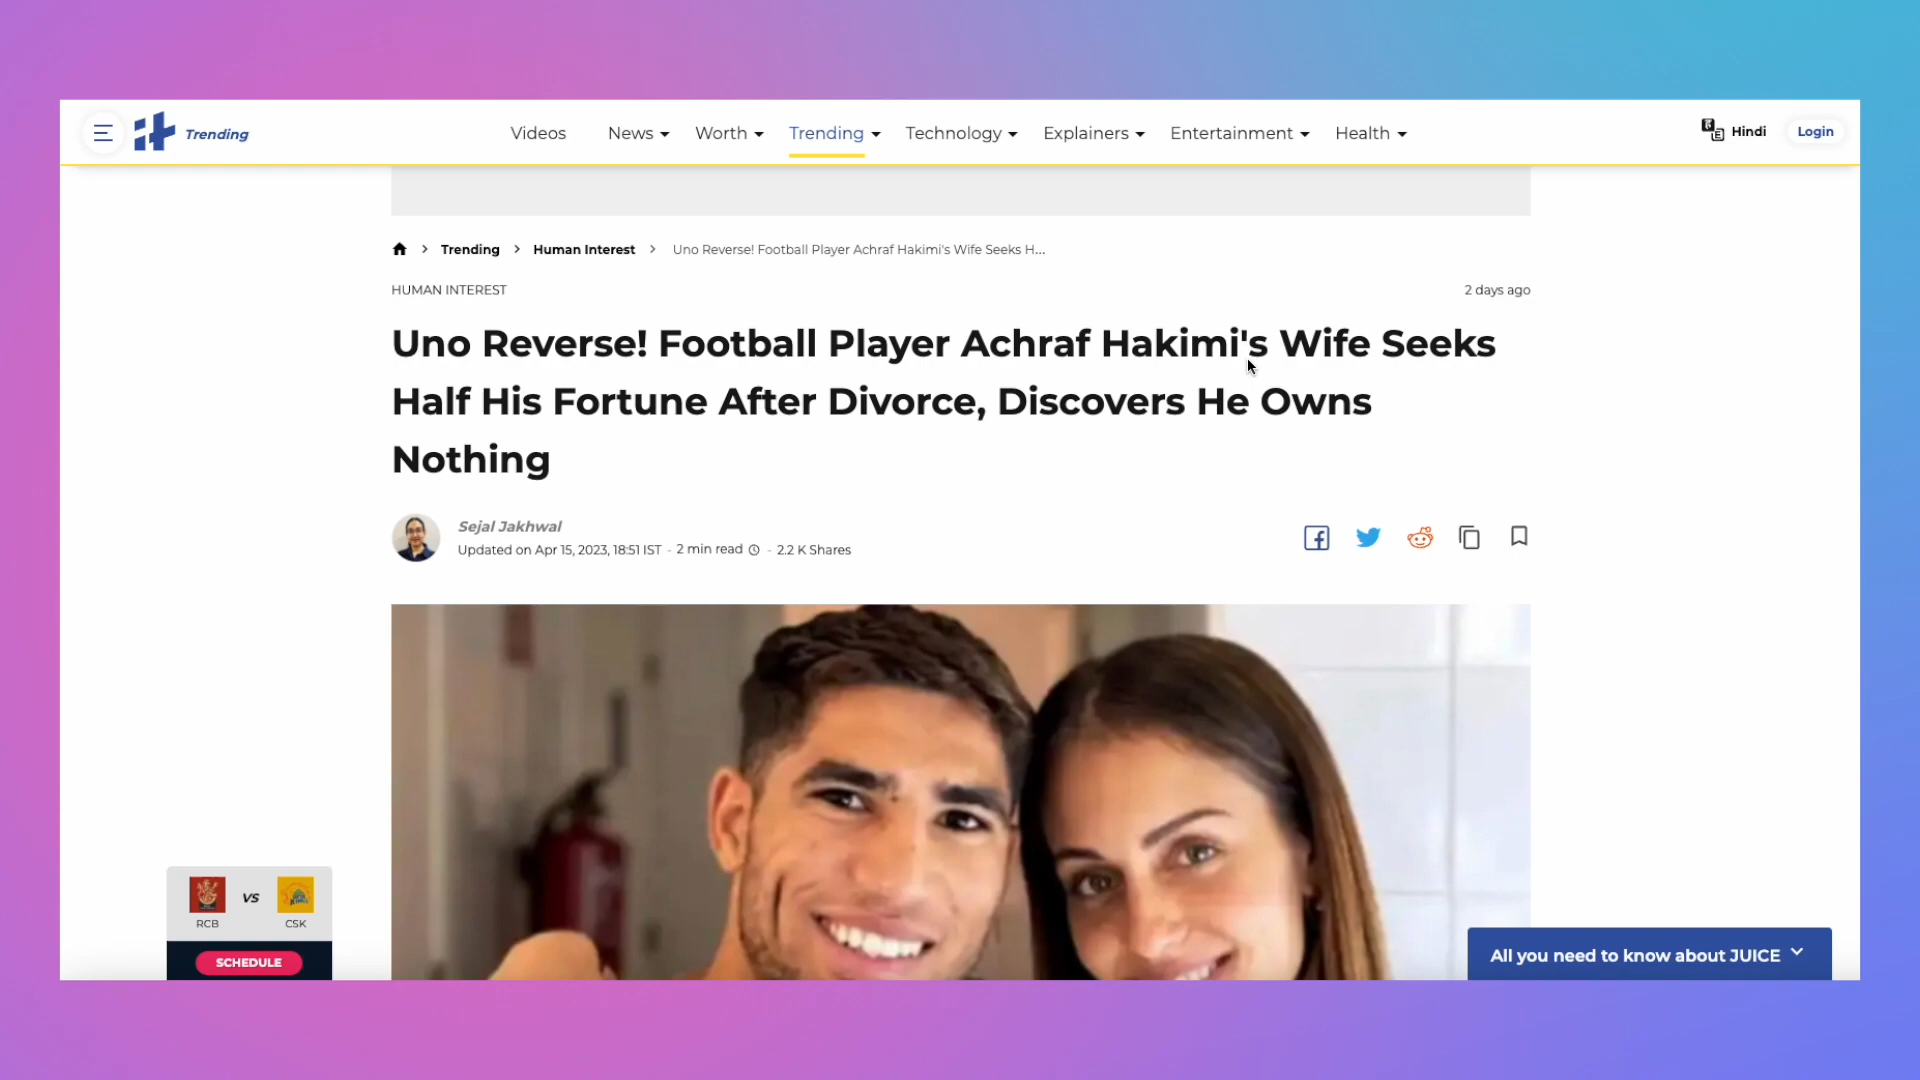 Trending
Videos
News
Worth
Trending
Technology
Explainers
Entertainment
Health
Hindi
Login
Trending
Human Interest
Uno Reverse! Football Player Achraf Hakimi's Wife Seeks H...
HUMAN INTEREST
2 days ago
Uno Reverse! Football Player Achraf Hakimi's Wife Seeks
Half His Fortune After Divorce, Discovers He Owns
Nothing
Sejal Jakhwal
Updated on Apr 15, 2023, 18:51 IST - 2 min read - 2.2 K Shares
VS
RCB
CSK
SCHEDULE
All you need to know about JUICE